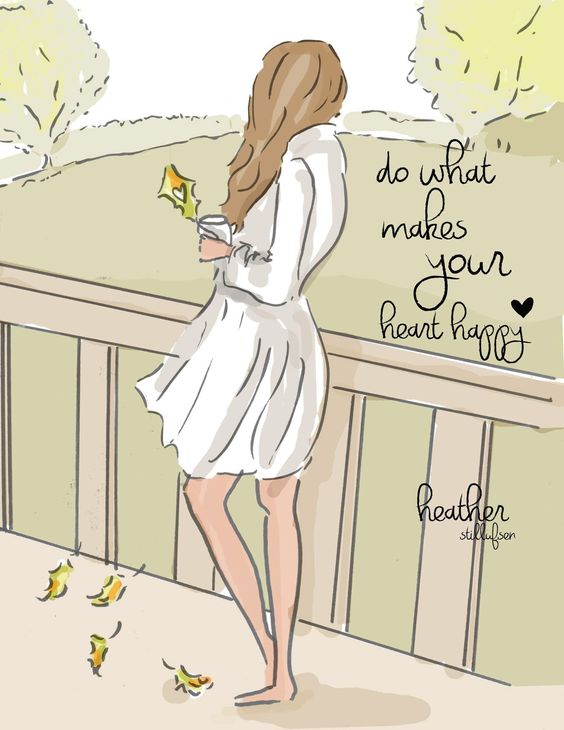 do what
makes
your
heart happy
heather
stillufsen